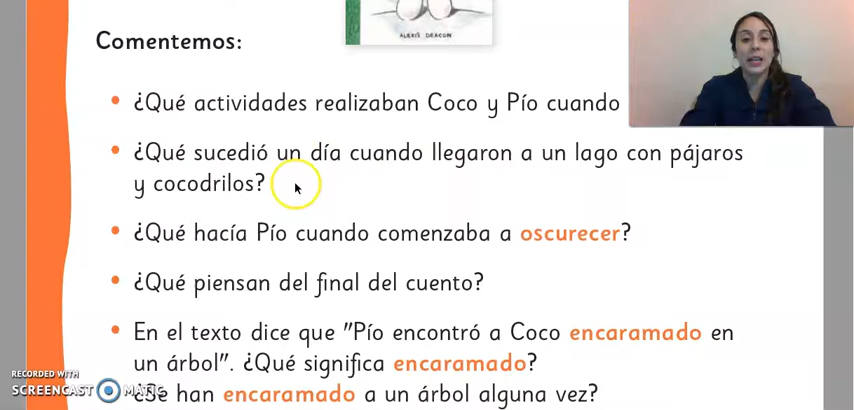 ALEXIS DEACON
Comentemos:
• ¿Qué actividades realizaban Coco y Pío cuando
• ¿Qué sucedió un día cuando llegaron a un lago con pájaros
y cocodrilos?
• ¿Qué hacía Pío cuando comenzaba a oscurecer?
• ¿Qué piensan del final del cuento?
• En el texto dice que "Pío encontró a Coco encaramado en
un árbol". ¿Qué significa encaramado?
¿Se han encaramado a un árbol alguna vez?
RECORDED WITH
SCREENCAST MATIC